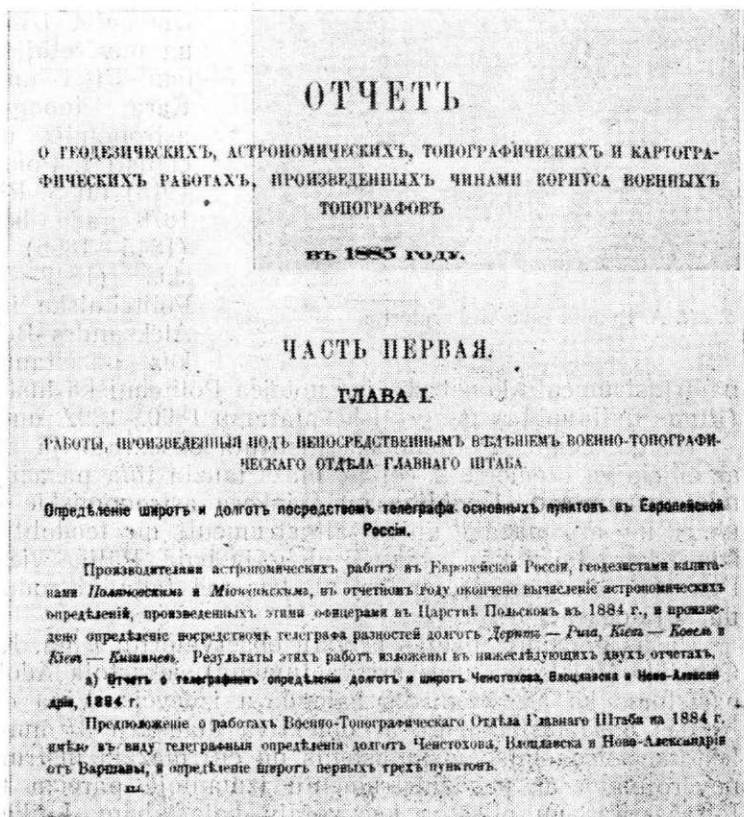 ОТЧЕТЪ
О ГЕОДЕЗИЧЕСКИХЪ, АСТРОНОМИЧЕСКИХЪ, ТОПОГРАФИЧЕСКИХЪ И КАРТОГРА-
ФИЧЕСКИХЪ РАБОТАХЪ, ПРОИЗВЕДЕННЫХЪ ЧИНАМИ КОРПУСА ВОЕННЫХЪ
ТОПОГРАФОВЪ
въ 1885 году.
ЧАСТЬ ПЕРВАЯ.
ГЛАВА I.
РАБОТЫ, ПРОИЗВЕДЕННЫЯ ПОДЪ НЕПОСРЕДСТВЕННЫМЪ ВѢДѢНІЕМЪ ВОЕННО-ТОПОГРАФИ-
ЧЕСКАГО ОТДѢЛА ГЛАВНАГО ШТАБА.
Опредѣленіе широтъ и долготъ посредствомъ телеграфа основныхъ пунктовъ въ Европейской
Россіи.
Производителями астрономическихъ работъ въ Европейской Россіи, геодезистами капита-
нами Поляновскимъ и Міончинскимъ, въ отчетномъ году окончено вычисленіе астрономическихъ
опредѣленій, произведенныхъ этими офицерами въ Царствѣ Польскомъ въ 1884 г., и произве-
дено опредѣленіе посредствомъ телеграфа разностей долготъ Дерптъ — Рига, Кіевъ — Ковель и
Кіевъ — Кишиневъ. Результаты этихъ работъ изложены въ нижеслѣдующихъ двухъ отчетахъ.
а) Отчетъ о телеграфномъ опредѣленіи долготъ и широтъ Ченстохова, Влоцлавска и Ново-Алексан
дріи, 1884 г.
Предположеніе о работахъ Военно-Топографическаго Отдѣла Главнаго Штаба на 1884 г.
имѣло въ виду телеграфныя опредѣленія долготъ Ченстохова, Влоцлавска и Ново-Александріи
отъ Варшавы, и опредѣленіе широтъ первыхъ трехъ пунктовъ.